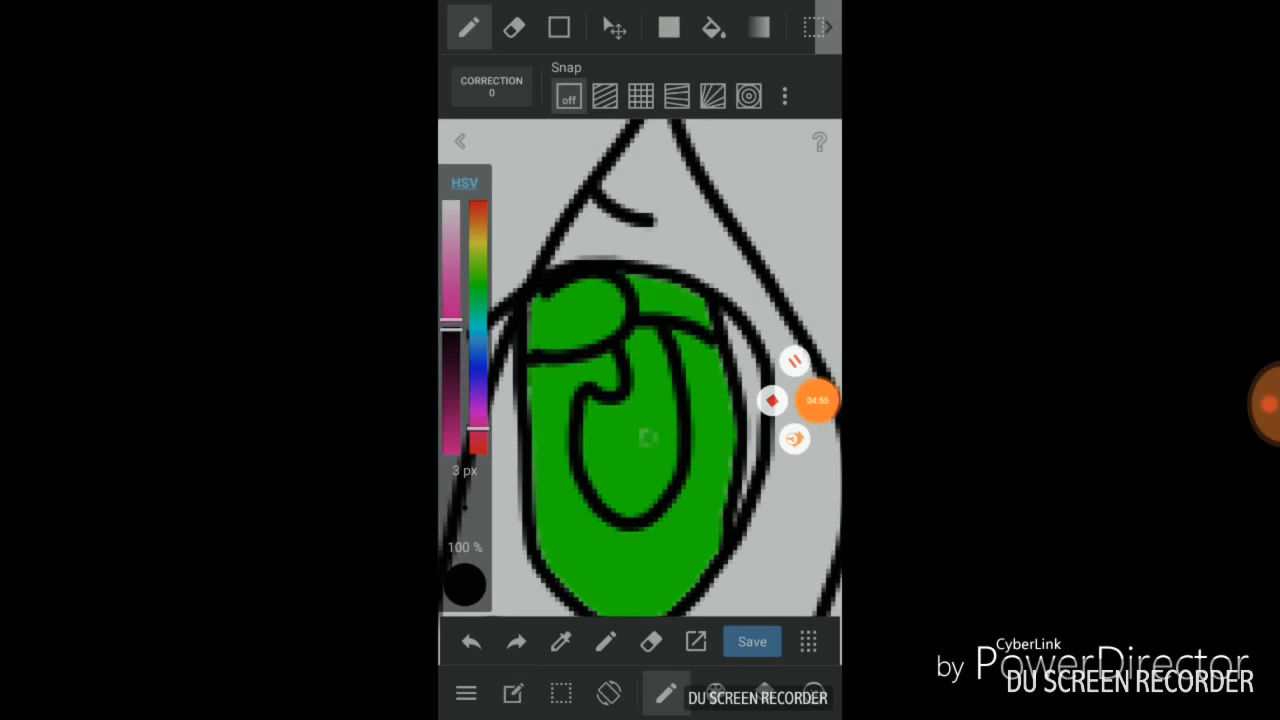 CORRECTION
0
Snap
off
?
HSV
04:55
3 px
100 %
Save
CyberLink
by PowerDirector
DU SCREEN RECORDER
DU SCREEN RECORDER